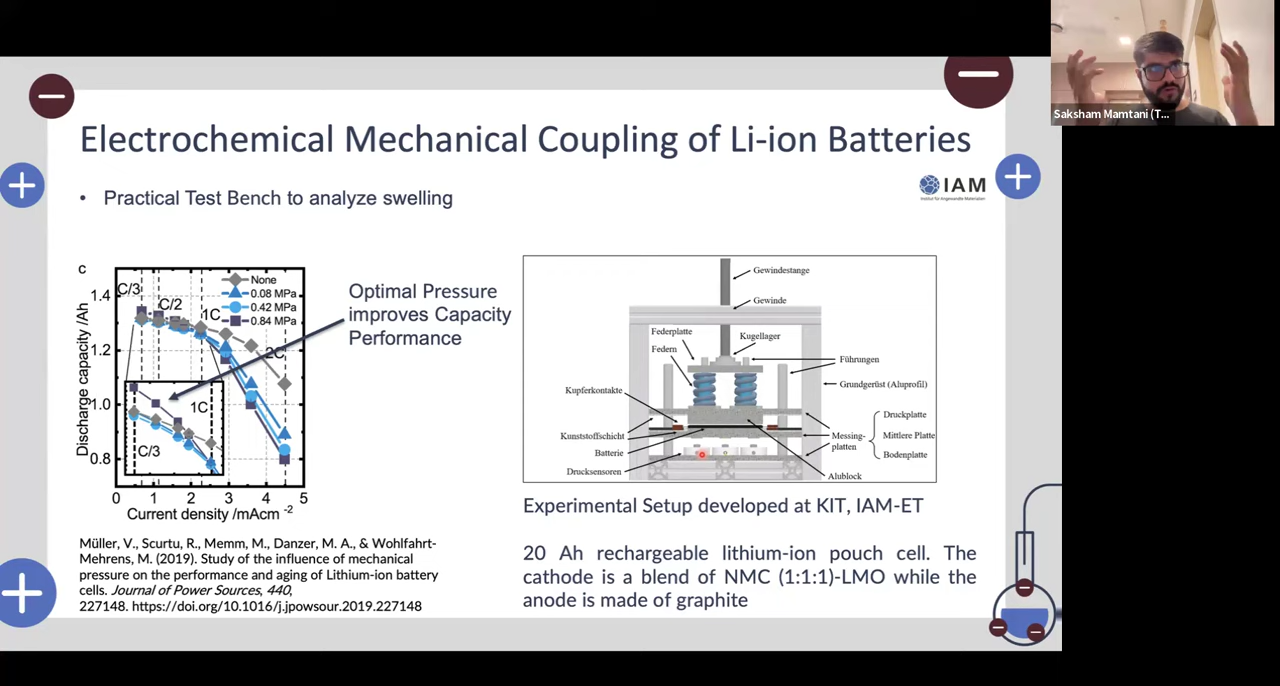 Saksham Mamtani (T...
Electrochemical Mechanical Coupling of Li-ion Batteries
• Practical Test Bench to analyze swelling
IAM
Institut für Angewandte Materialien
c
Discharge capacity /Ah
1.4
1.2
1.0
0.8
C/3
C/2
1C
2C
None
0.08 MPa
0.42 MPa
0.84 MPa
1C
C/3
0 1 2 3 4 5
Current density /mAcm -2
Optimal Pressure
improves Capacity
Performance
Gewindestange
Gewinde
Federplatte
Kugellager
Federn
Führungen
Grundgerüst (Aluprofil)
Kupferkontakte
Druckplatte
Kunststoffschicht
Messing-
platten
Mittlere Platte
Batterie
Bodenplatte
Drucksensoren
Alublock
Experimental Setup developed at KIT, IAM-ET
20 Ah rechargeable lithium-ion pouch cell. The
cathode is a blend of NMC (1:1:1)-LMO while the
anode is made of graphite
Müller, V., Scurtu, R., Memm, M., Danzer, M. A., & Wohlfahrt-
Mehrens, M. (2019). Study of the influence of mechanical
pressure on the performance and aging of Lithium-ion battery
cells. Journal of Power Sources, 440,
227148. https://doi.org/10.1016/j.jpowsour.2019.227148